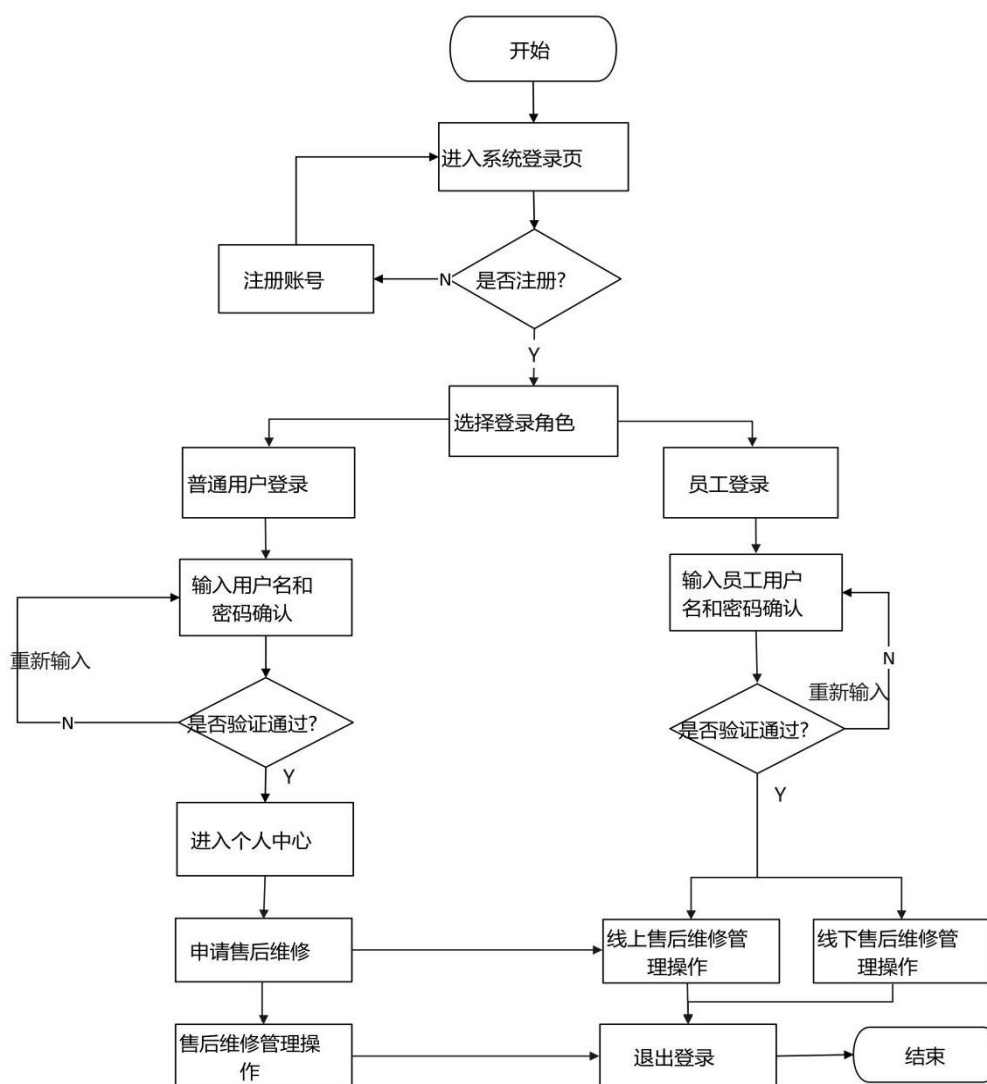 开始
进入系统登录页
注册账号
N
是否注册?
Y
选择登录角色
普通用户登录
员工登录
输入用户名和
密码确认
输入员工用户
名和密码确认
重新输入
N
重新输入
N
是否验证通过?
是否验证通过?
Y
Y
进入个人中心
申请售后维修
线上售后维修管
理操作
线下售后维修管
理操作
售后维修管理操
作
退出登录
结束